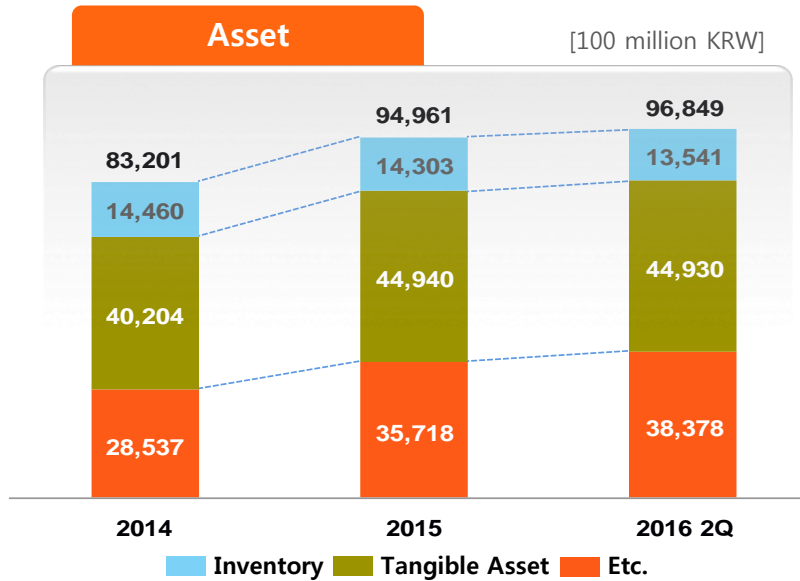 Asset
[100 million KRW]
83,201 94,961 96,849
14,460 14,303 13,541
40,204 44,940 44,930
28,537 35,718 38,378
2014 2015 2016 2Q
Inventory Tangible Asset Etc.